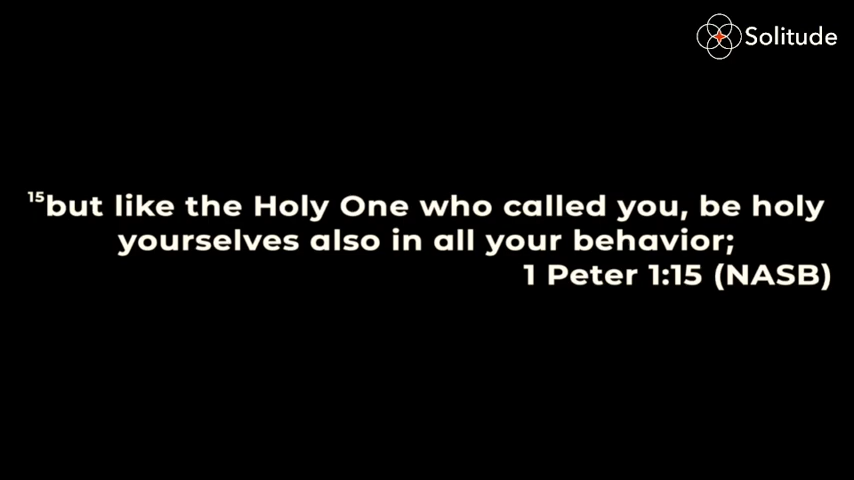 Solitude
15but like the Holy One who called you, be holy
yourselves also in all your behavior;
1 Peter 1:15 (NASB)